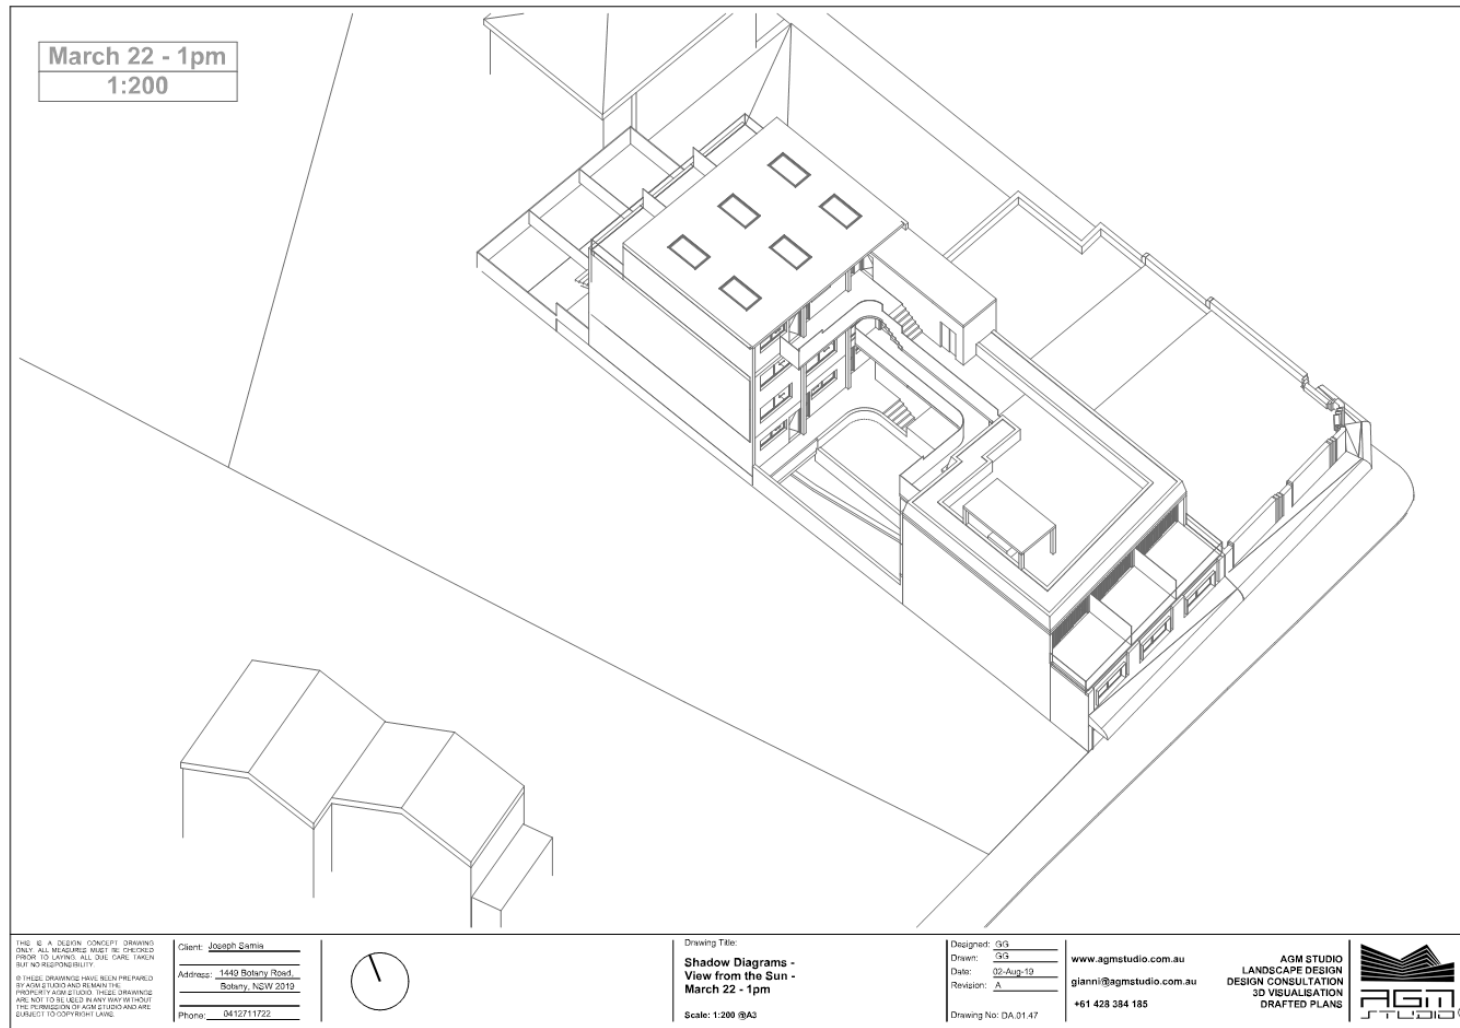 March 22 - 1pm
1:200
THIS IS A DESIGN CONCEPT DRAWING
ONLY. ALL MEASURES MUST BE CHECKED
PRIOR TO LAYING. ALL DUE CARE TAKEN
BUT NO RESPONSIBILITY.
© THESE DRAWINGS HAVE BEEN PREPARED
BY AGM STUDIO AND REMAIN THE
PROPERTY AGM STUDIO. THESE DRAWINGS
ARE NOT TO BE USED IN ANY WAY WITHOUT
THE PERMISSION OF AGM STUDIO AND ARE
SUBJECT TO COPYRIGHT LAWS.
Client: Joseph Samia
Address: 1449 Botany Road,
Botany, NSW 2019
Phone: 0412711722
Drawing Title:
Shadow Diagrams -
View from the Sun -
March 22 - 1pm
Scale: 1:200 @A3
Designed: GG
Drawn: GG
Date: 02-Aug-19
Revision: A
Drawing No: DA.01.47
www.agmstudio.com.au
gianni@agmstudio.com.au
+61 428 384 185
AGM STUDIO
LANDSCAPE DESIGN
DESIGN CONSULTATION
3D VISUALISATION
DRAFTED PLANS
AGM
STUDIO